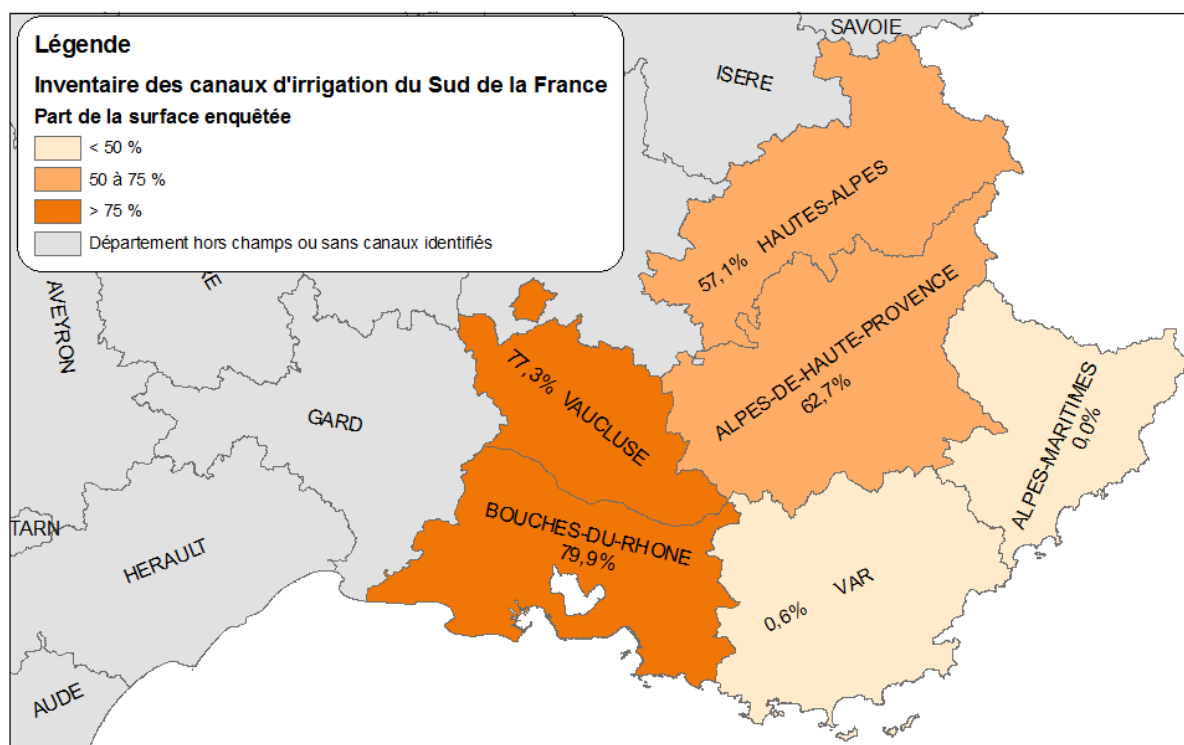 Légende
Inventaire des canaux d'irrigation du Sud de la France
Part de la surface enquêtée
< 50 %
50 à 75 %
> 75 %
Département hors champs ou sans canaux identifiés
SAVOIE
ISERE
57,1% HAUTES-ALPES
ALPES-DE-HAUTE-PROVENCE
62,7%
ALPES-MARITIMES
0,0%
77,3% VAUCLUSE
BOUCHES-DU-RHONE
79,9%
0,6% VAR
AVEYRON
GARD
TARN
HERAULT
AUDE